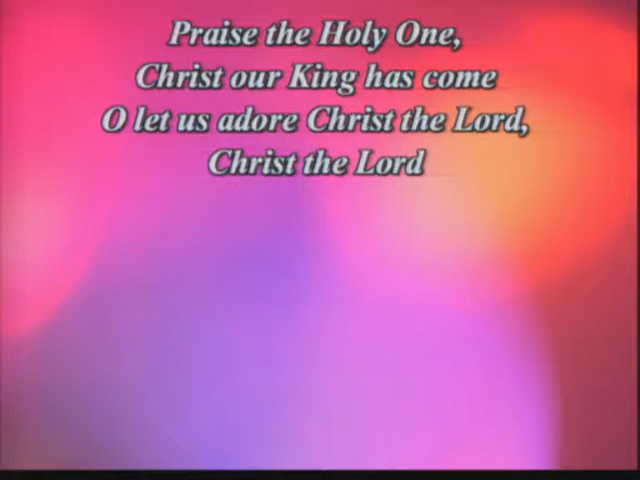 Praise the Holy One,
Christ our King has come
O let us adore Christ the Lord,
Christ the Lord